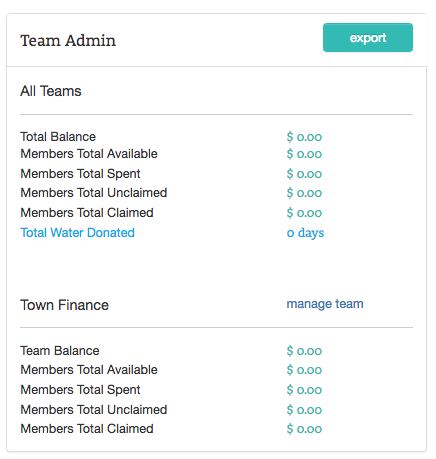 Team Admin export
All Teams
Total Balance $ 0.00
Members Total Available $ 0.00
Members Total Spent $ 0.00
Members Total Unclaimed $ 0.00
Members Total Claimed $ 0.00
Total Water Donated 0 days
Town Finance manage team
Team Balance $ 0.00
Members Total Available $ 0.00
Members Total Spent $ 0.00
Members Total Unclaimed $ 0.00
Members Total Claimed $ 0.00